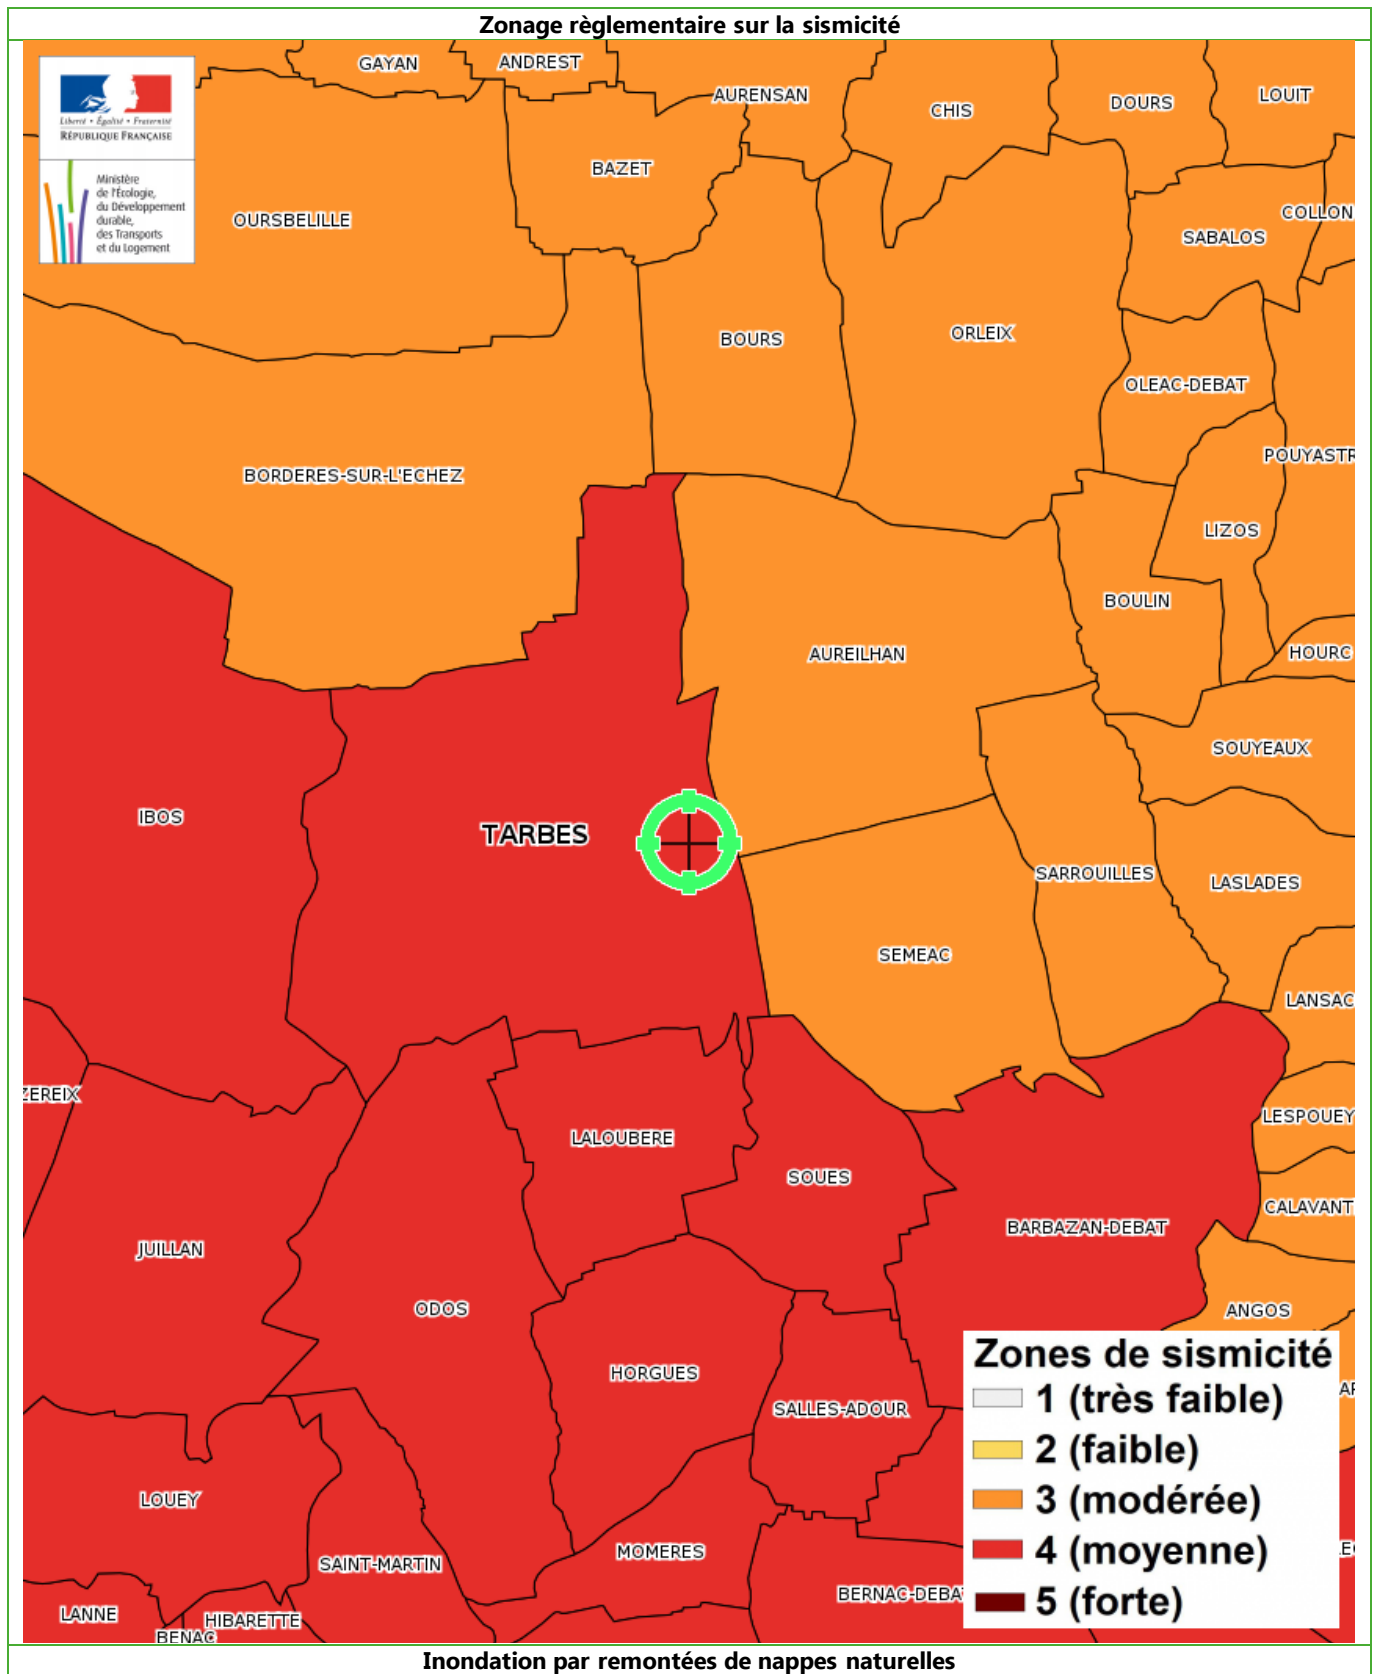 Zonage règlementaire sur la sismicité
GAYAN
ANDREST
AURENSAN
CHIS
DOURS
LOUIT
Liberté • Égalité • Fraternité
RÉPUBLIQUE FRANÇAISE
BAZET
Ministère
de l'Écologie,
du Développement
durable,
des Transports
et du Logement
OURSBELILLE
COLLON
SABALOS
BOURS
ORLEIX
OLEAC-DEBAT
POUYASTR
BORDERES-SUR-L'ECHEZ
LIZOS
BOULIN
AUREILHAN
HOURC
SOUYEAUX
IBOS
TARBES
SARROUILLES
LASLADES
SEMEAC
LANSAC
ZEREIX
LESPOUEY
LALOUBERE
SOUES
CALAVANT
BARBAZAN-DEBAT
JUILLAN
ODOS
ANGOS
HORGUES
SALLES-ADOUR
LOUEY
MOMERES
SAINT-MARTIN
BERNAC-DEBA
LANNE
HIBARETTE
BENAC
Zones de sismicité
1 (très faible)
2 (faible)
3 (modérée)
4 (moyenne)
5 (forte)
Inondation par remontées de nappes naturelles